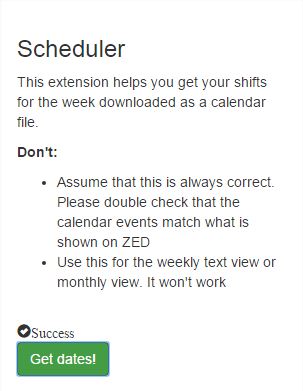 Scheduler
This extension helps you get your shifts
for the week downloaded as a calendar
file.
Don't:
Assume that this is always correct.
Please double check that the
calendar events match what is
shown on ZED
Use this for the weekly text view or
monthly view. It won't work
Success
Get dates!